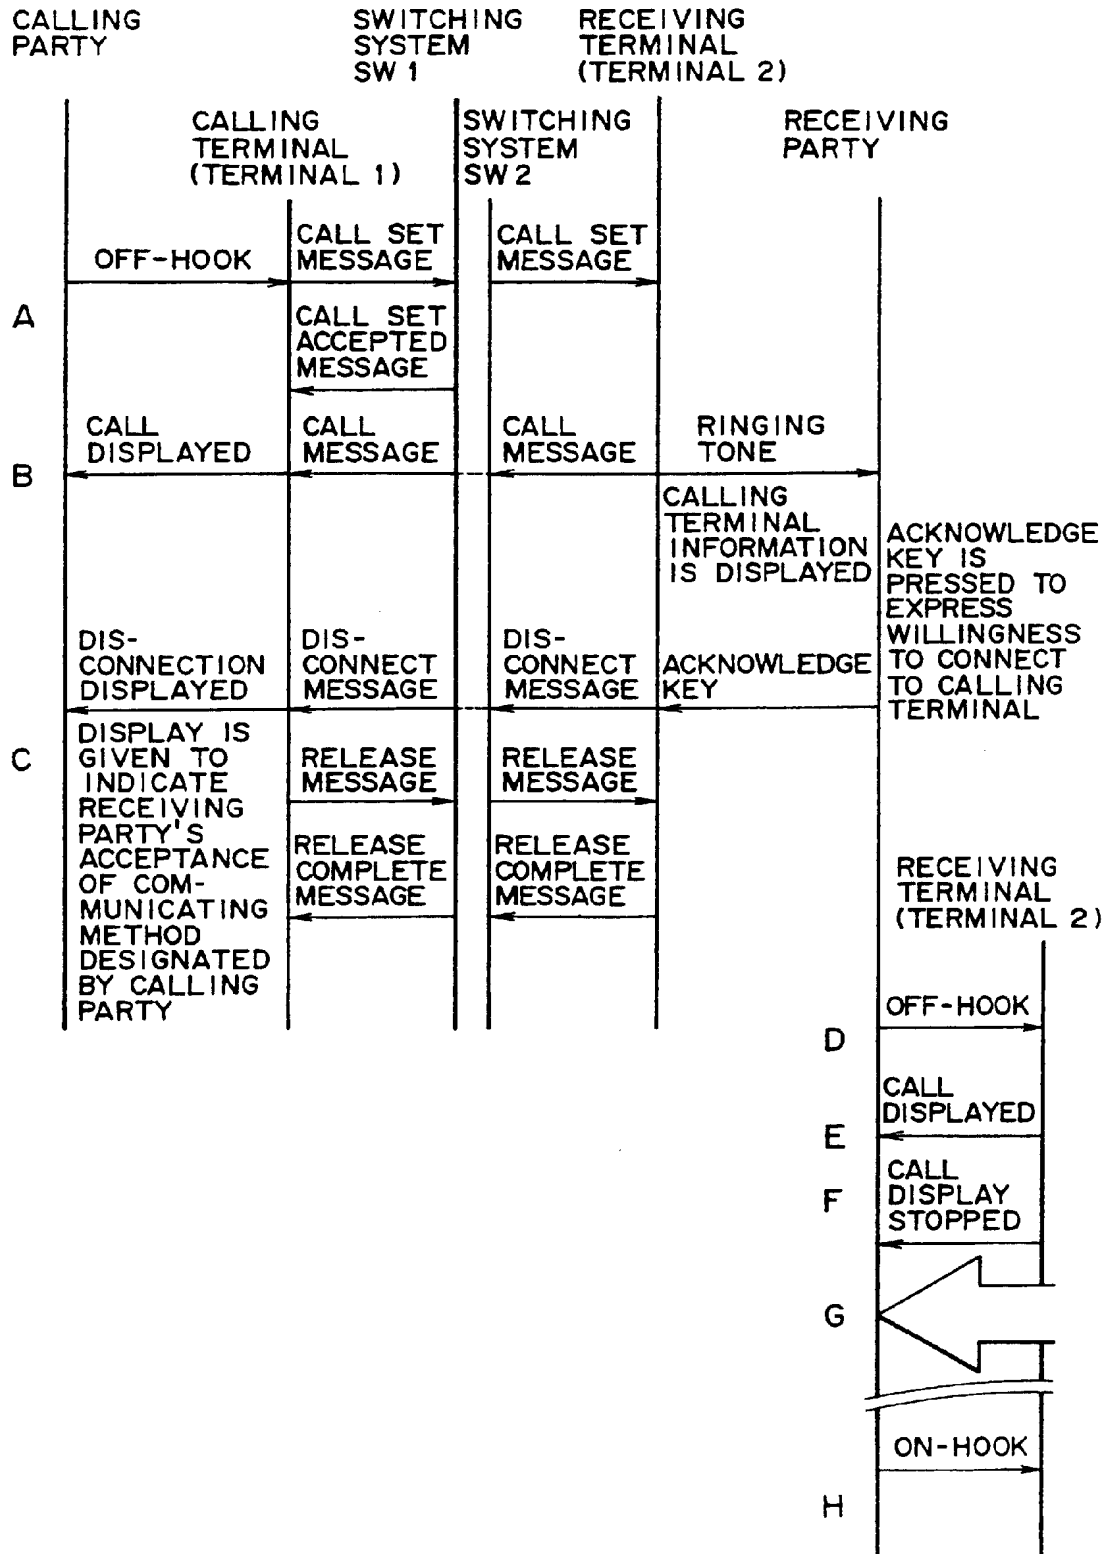 CALLING
PARTY
SWITCHING
SYSTEM
SW 1
RECEIVING
TERMINAL
(TERMINAL 2)
CALLING
TERMINAL
(TERMINAL 1)
SWITCHING
SYSTEM
SW 2
RECEIVING
PARTY
OFF-HOOK
CALL SET
MESSAGE
CALL SET
MESSAGE
A
CALL SET
ACCEPTED
MESSAGE
CALL
DISPLAYED
CALL
MESSAGE
CALL
MESSAGE
RINGING
TONE
B
CALLING
TERMINAL
INFORMATION
IS DISPLAYED
ACKNOWLEDGE
KEY IS
PRESSED TO
EXPRESS
WILLINGNESS
TO CONNECT
TO CALLING
TERMINAL
DIS-
CONNECTION
DISPLAYED
DIS-
CONNECT
MESSAGE
DIS-
CONNECT
MESSAGE
ACKNOWLEDGE
KEY
C
DISPLAY IS
GIVEN TO
INDICATE
RECEIVING
PARTY'S
ACCEPTANCE
OF COM-
MUNICATING
METHOD
DESIGNATED
BY CALLING
PARTY
RELEASE
MESSAGE
RELEASE
MESSAGE
RELEASE
COMPLETE
MESSAGE
RELEASE
COMPLETE
MESSAGE
RECEIVING
TERMINAL
(TERMINAL 2)
OFF-HOOK
D
CALL
DISPLAYED
E
CALL
DISPLAY
STOPPED
F
G
ON-HOOK
H